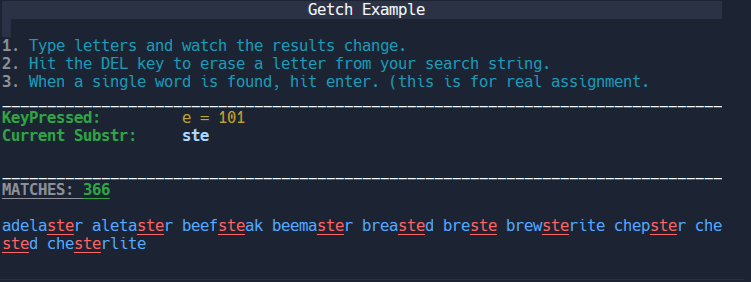 Getch Example
1. Type letters and watch the results change.
2. Hit the DEL key to erase a letter from your search string.
3. When a single word is found, hit enter. (this is for real assignment.
KeyPressed: e = 101
Current Substr: ste
MATCHES: 366
adelaster aletaster beefsteak beemaster breasted breste brewsterite chepster che
sted chesterlite